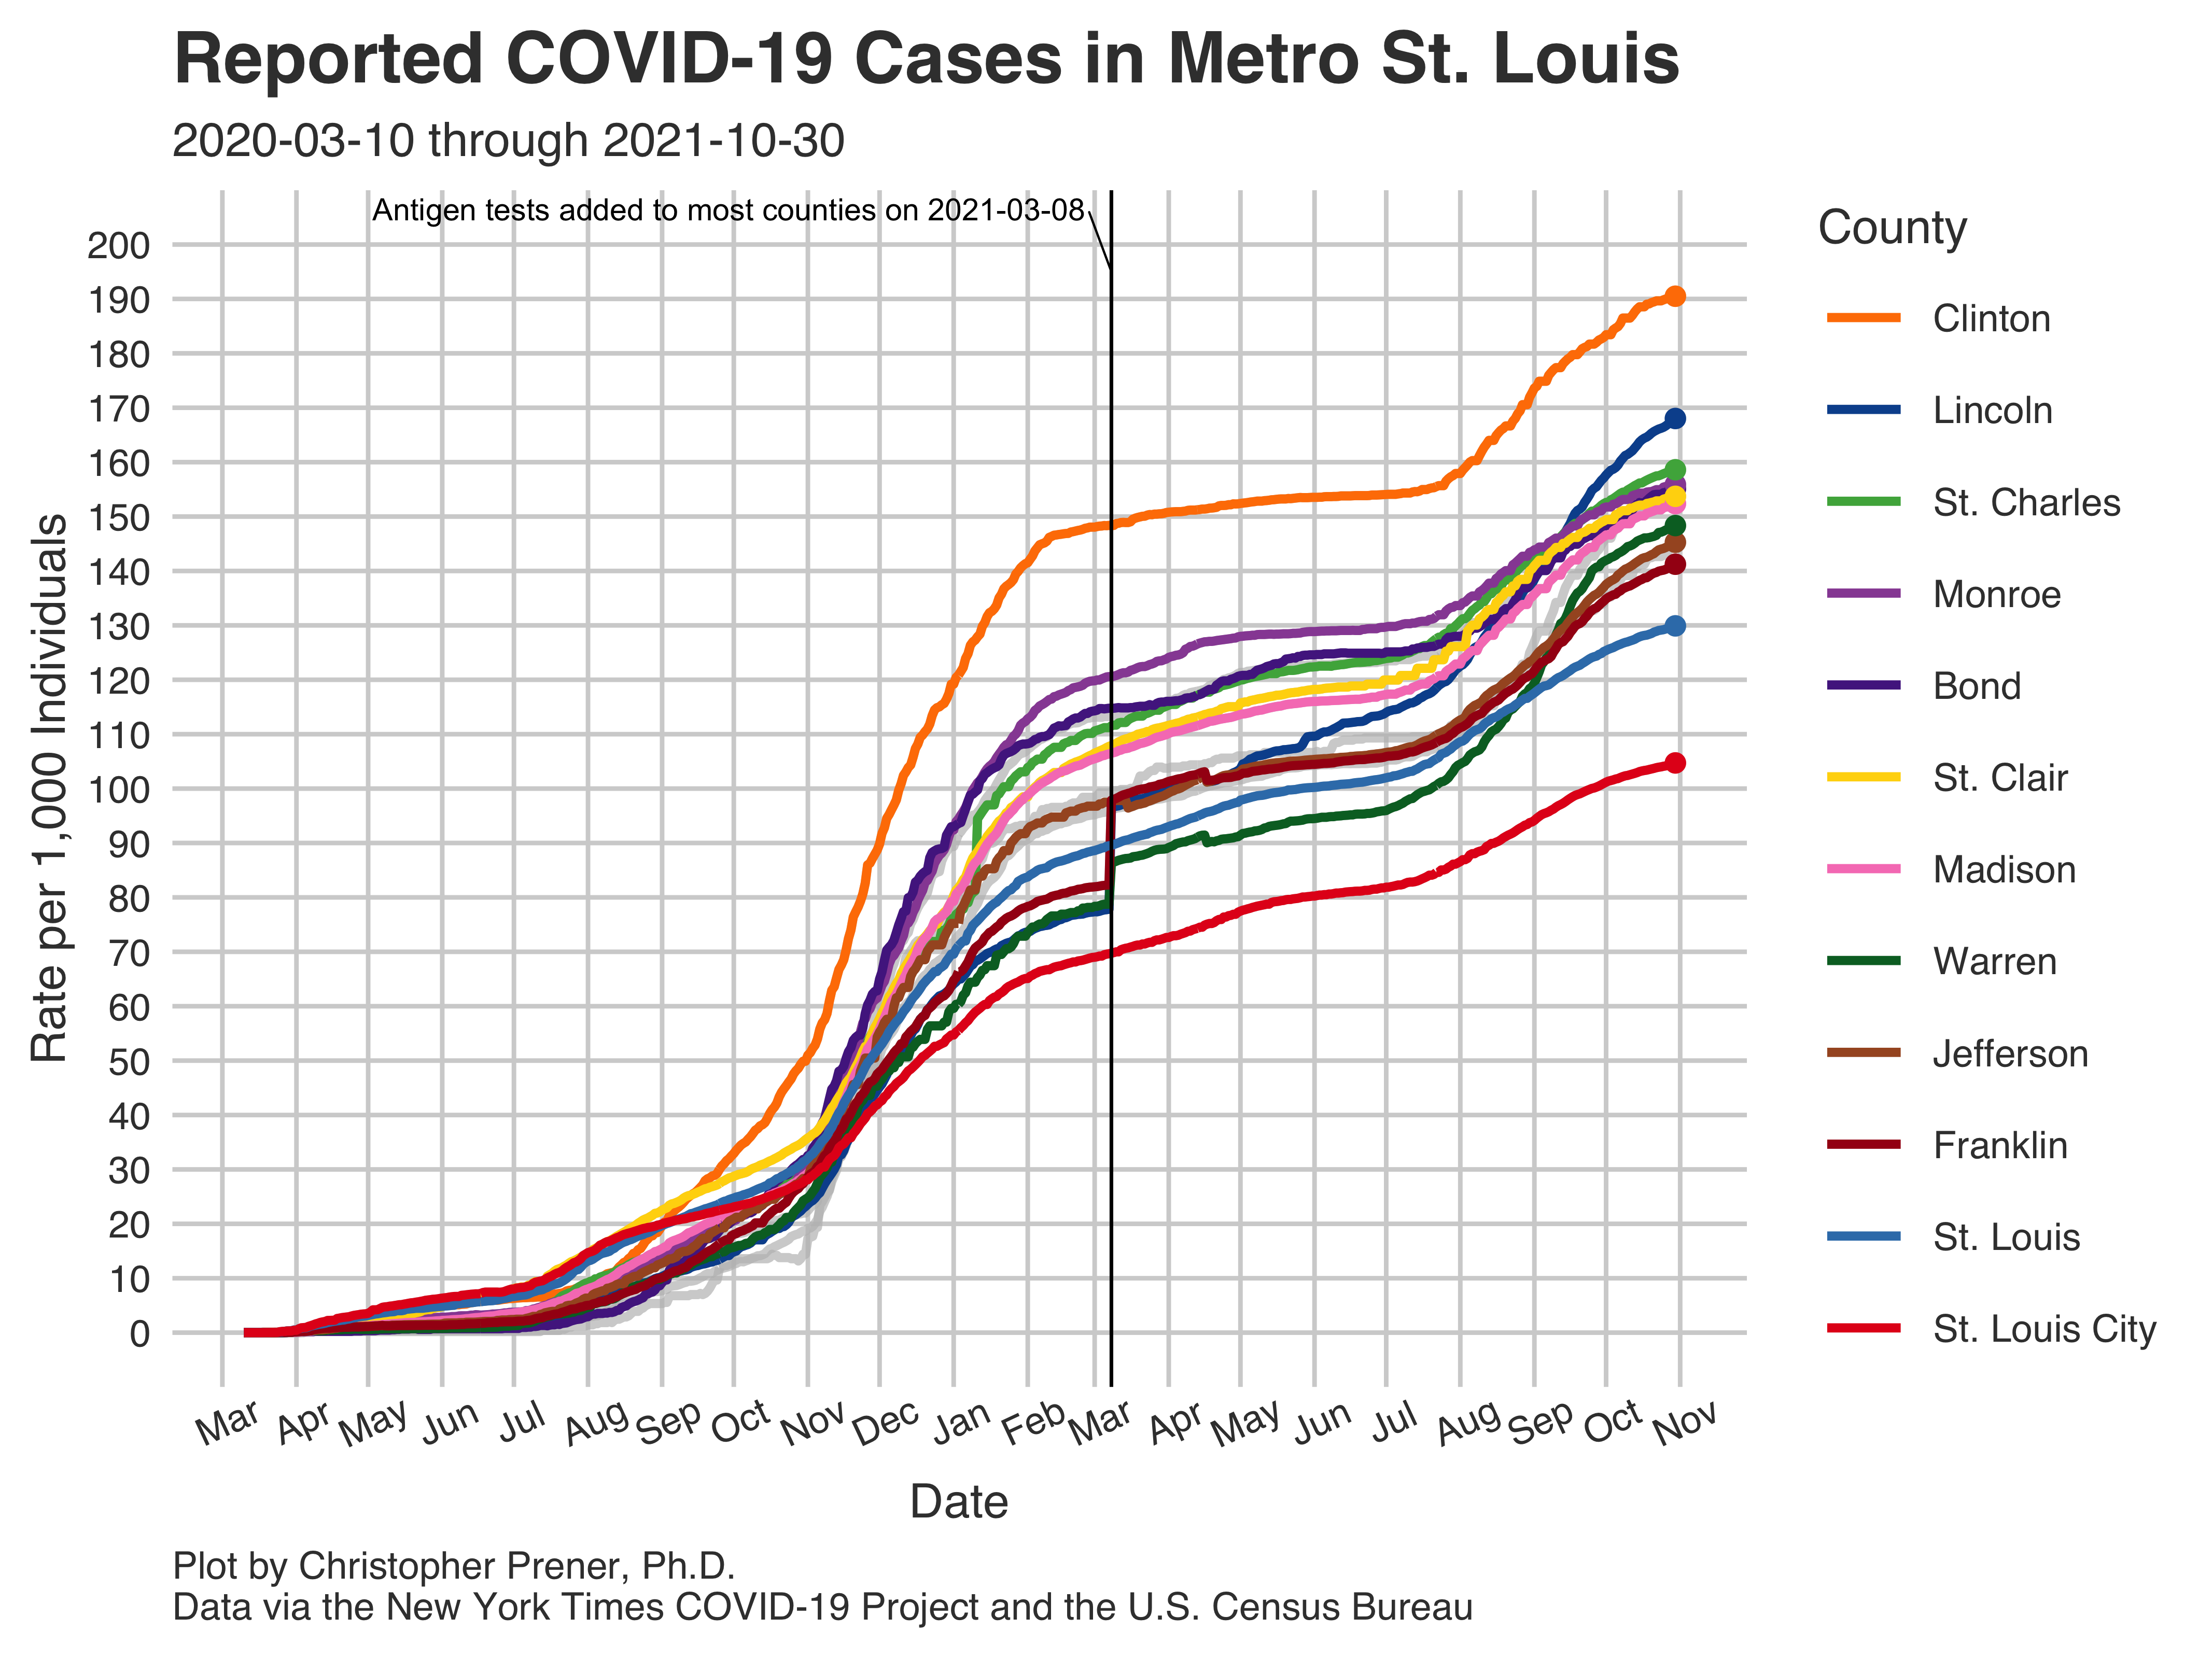 Reported COVID-19 Cases in Metro St. Louis
2020-03-10 through 2021-10-30
Antigen tests added to most counties on 2021-03-08
Rate per 1,000 Individuals
200
190
180
170
160
150
140
130
120
110
100
90
80
70
60
50
40
30
20
10
0
Mar Apr May Jun Jul Aug Sep Oct Nov Dec Jan Feb Mar Apr May Jun Jul Aug Sep Oct Nov
Date
County
Clinton
Lincoln
St. Charles
Monroe
Bond
St. Clair
Madison
Warren
Jefferson
Franklin
St. Louis
St. Louis City
Plot by Christopher Prener, Ph.D.
Data via the New York Times COVID-19 Project and the U.S. Census Bureau